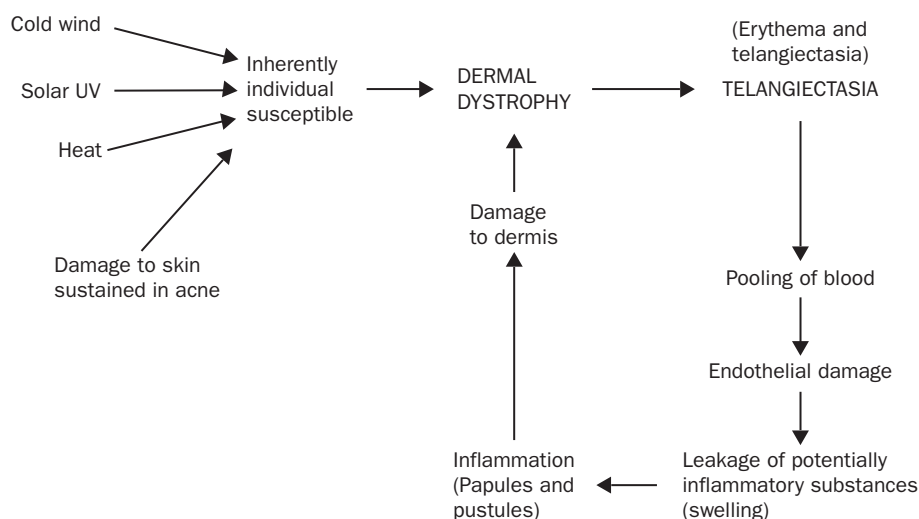 Cold wind
Solar UV
Heat
Damage to skin
sustained in acne
Inherently
individual
susceptible
DERMAL
DYSTROPHY
(Erythema and
telangiectasia)
TELANGIECTASIA
Pooling of blood
Endothelial damage
Leakage of potentially
inflammatory substances
(swelling)
Inflammation
(Papules and
pustules)
Damage
to dermis